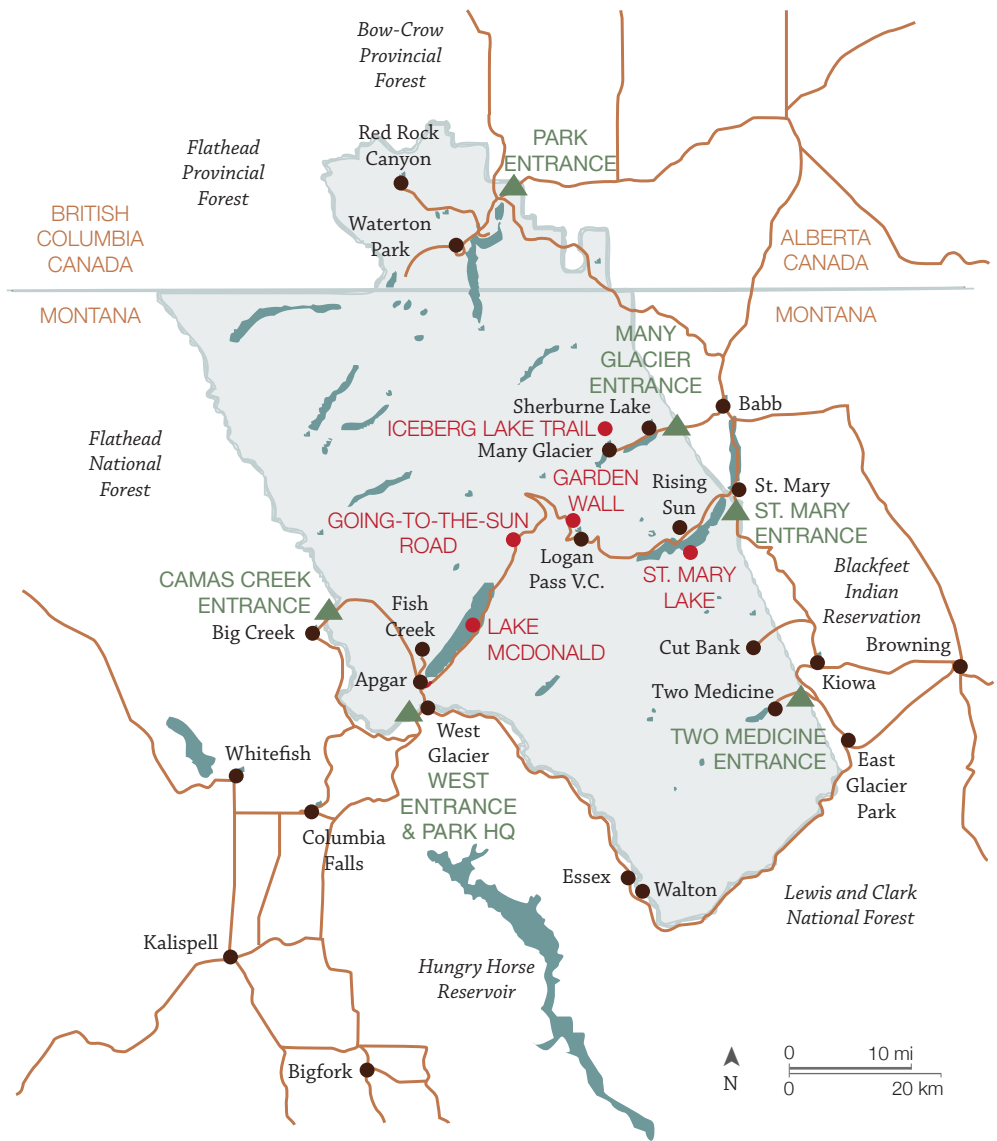 Bow-Crow
Provincial
Forest
Red Rock
Canyon
PARK
ENTRANCE
Flathead
Provincial
Forest
Waterton
Park
BRITISH
COLUMBIA
CANADA
ALBERTA
CANADA
MONTANA
MONTANA
MANY
GLACIER
ENTRANCE
Babb
Sherburne Lake
ICEBERG LAKE TRAIL
Many Glacier
Flathead
National
Forest
GARDEN
WALL
Rising
Sun
St. Mary
ST. MARY
ENTRANCE
GOING-TO-THE-SUN
ROAD
Logan
Pass V.C.
ST. MARY
LAKE
Blackfeet
Indian
Reservation
CAMAS CREEK
ENTRANCE
Big Creek
Fish
Creek
LAKE
MCDONALD
Cut Bank
Browning
Apgar
Two Medicine
Kiowa
West
Glacier
WEST
ENTRANCE
& PARK HQ
TWO MEDICINE
ENTRANCE
East
Glacier
Park
Whitefish
Columbia
Falls
Essex
Walton
Lewis and Clark
National Forest
Kalispell
Hungry Horse
Reservoir
Bigfork
N
0
10 mi
0
20 km